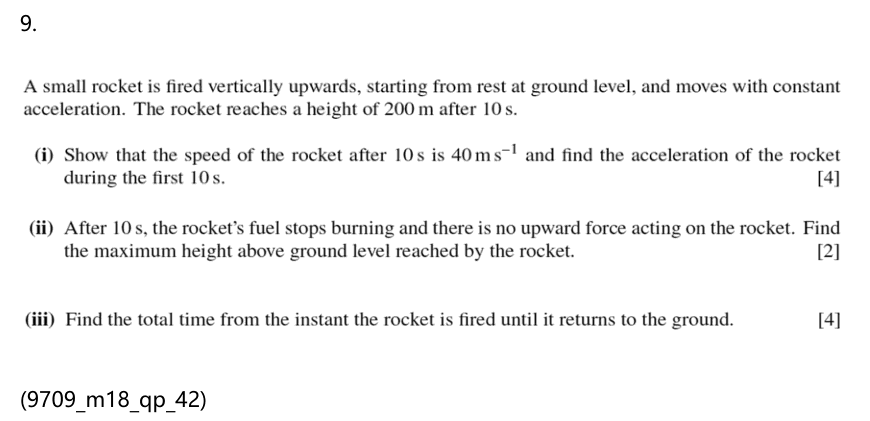 9.
A small rocket is fired vertically upwards, starting from rest at ground level, and moves with constant
acceleration. The rocket reaches a height of 200 m after 10 s.
(i) Show that the speed of the rocket after 10 s is 40 m s⁻¹ and find the acceleration of the rocket
during the first 10 s. [4]
(ii) After 10 s, the rocket's fuel stops burning and there is no upward force acting on the rocket. Find
the maximum height above ground level reached by the rocket. [2]
(iii) Find the total time from the instant the rocket is fired until it returns to the ground. [4]
(9709_m18_qp_42)